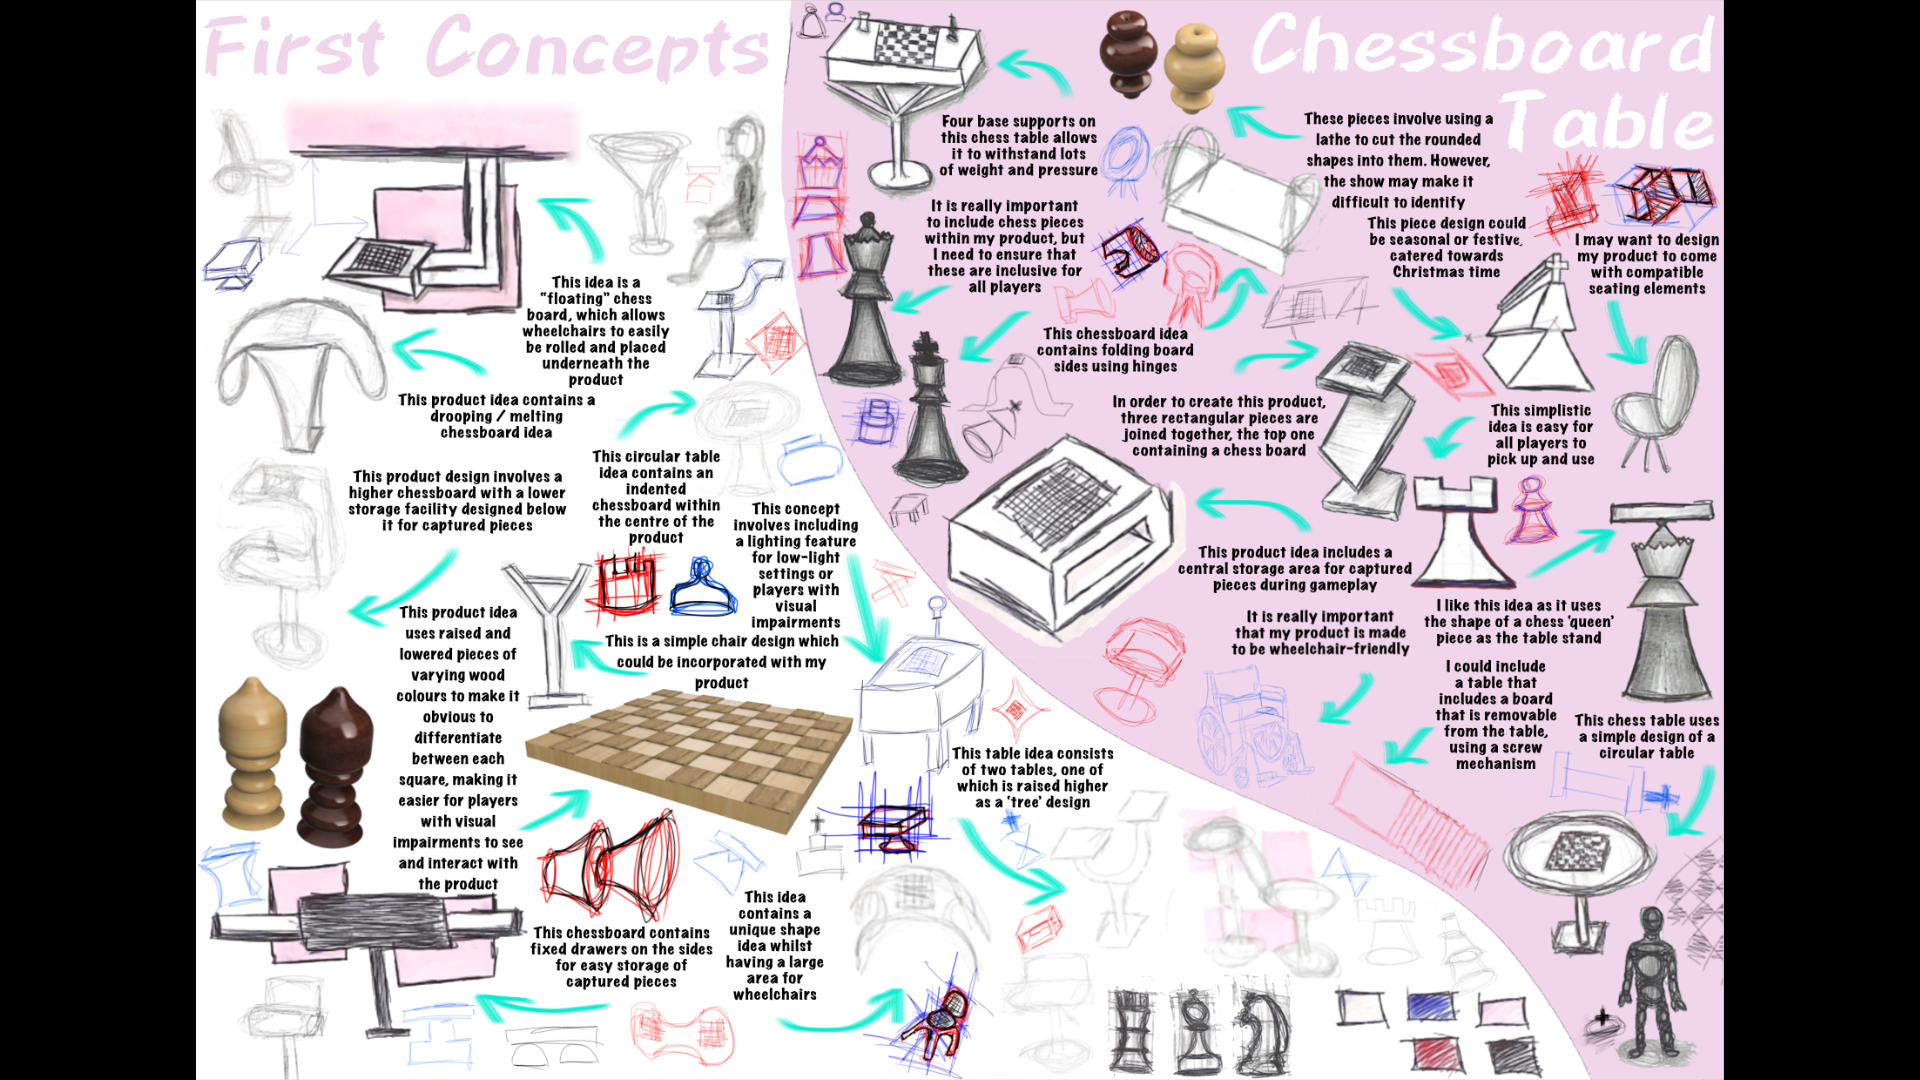 First Concepts
Chessboard
Table
Four base supports on
this chess table allows
it to withstand lots
of weight and pressure
These pieces involve using a
lathe to cut the rounded
shapes into them. However,
the show may make it
difficult to identify
It is really important
to include chess pieces
within my product, but
I need to ensure that
these are inclusive for
all players
This piece design could
be seasonal or festive,
catered towards
Christmas time
I may want to design
my product to come
with compatible
seating elements
This idea is a
"floating" chess
board, which allows
wheelchairs to easily
be rolled and placed
underneath the
product
This chessboard idea
contains folding board
sides using hinges
This product idea contains a
drooping / melting
chessboard idea
In order to create this product,
three rectangular pieces are
joined together, the top one
containing a chess board
This simplistic
idea is easy for
all players to
pick up and use
This circular table
idea contains an
indented
chessboard within
the centre of the
product
This product design involves a
higher chessboard with a lower
storage facility designed below
it for captured pieces
This concept
involves including
a lighting feature
for low-light
settings or
players with
visual
impairments
This product idea includes a
central storage area for captured
pieces during gameplay
I like this idea as it uses
the shape of a chess 'queen'
piece as the table stand
It is really important
that my product is made
to be wheelchair-friendly
This product idea
uses raised and
lowered pieces of
varying wood
colours to make it
obvious to
differentiate
between each
square, making it
easier for players
with visual
impairments to see
and interact with
the product
This is a simple chair design which
could be incorporated with my
product
I could include
a table that
includes a board
that is removable
from the table,
using a screw
mechanism
This chess table uses
a simple design of a
circular table
This table idea consists
of two tables, one of
which is raised higher
as a 'tree' design
This chessboard contains
fixed drawers on the sides
for easy storage of
captured pieces
This idea
contains a
unique shape
idea whilst
having a large
area for
wheelchairs